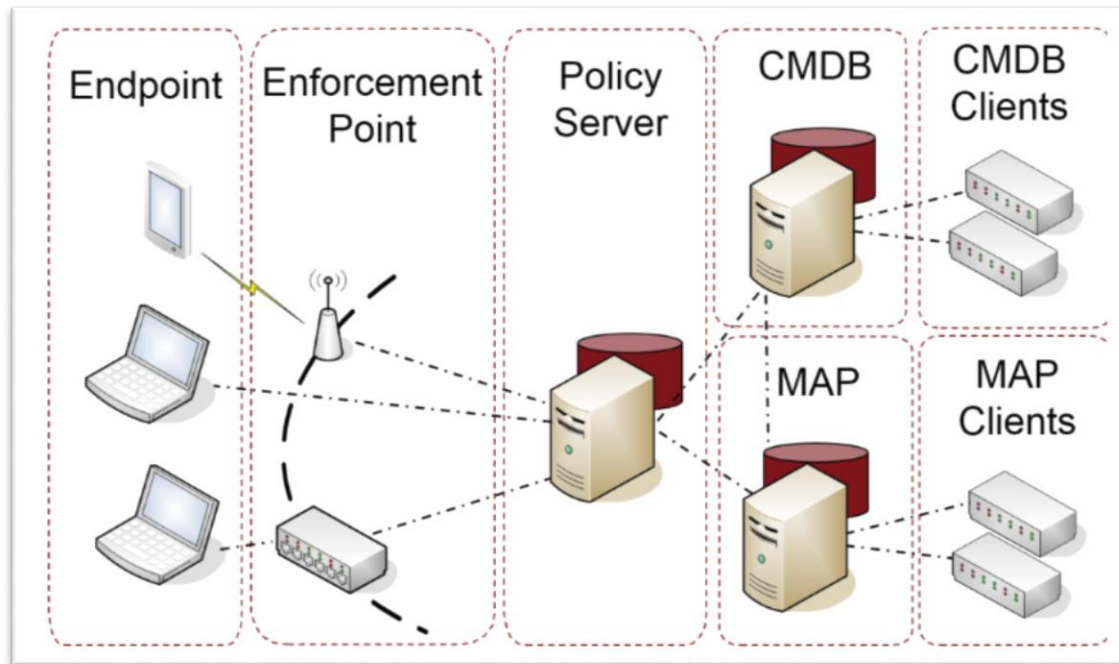 Endpoint
Enforcement
Point
Policy
Server
CMDB
CMDB
Clients
MAP
MAP
Clients